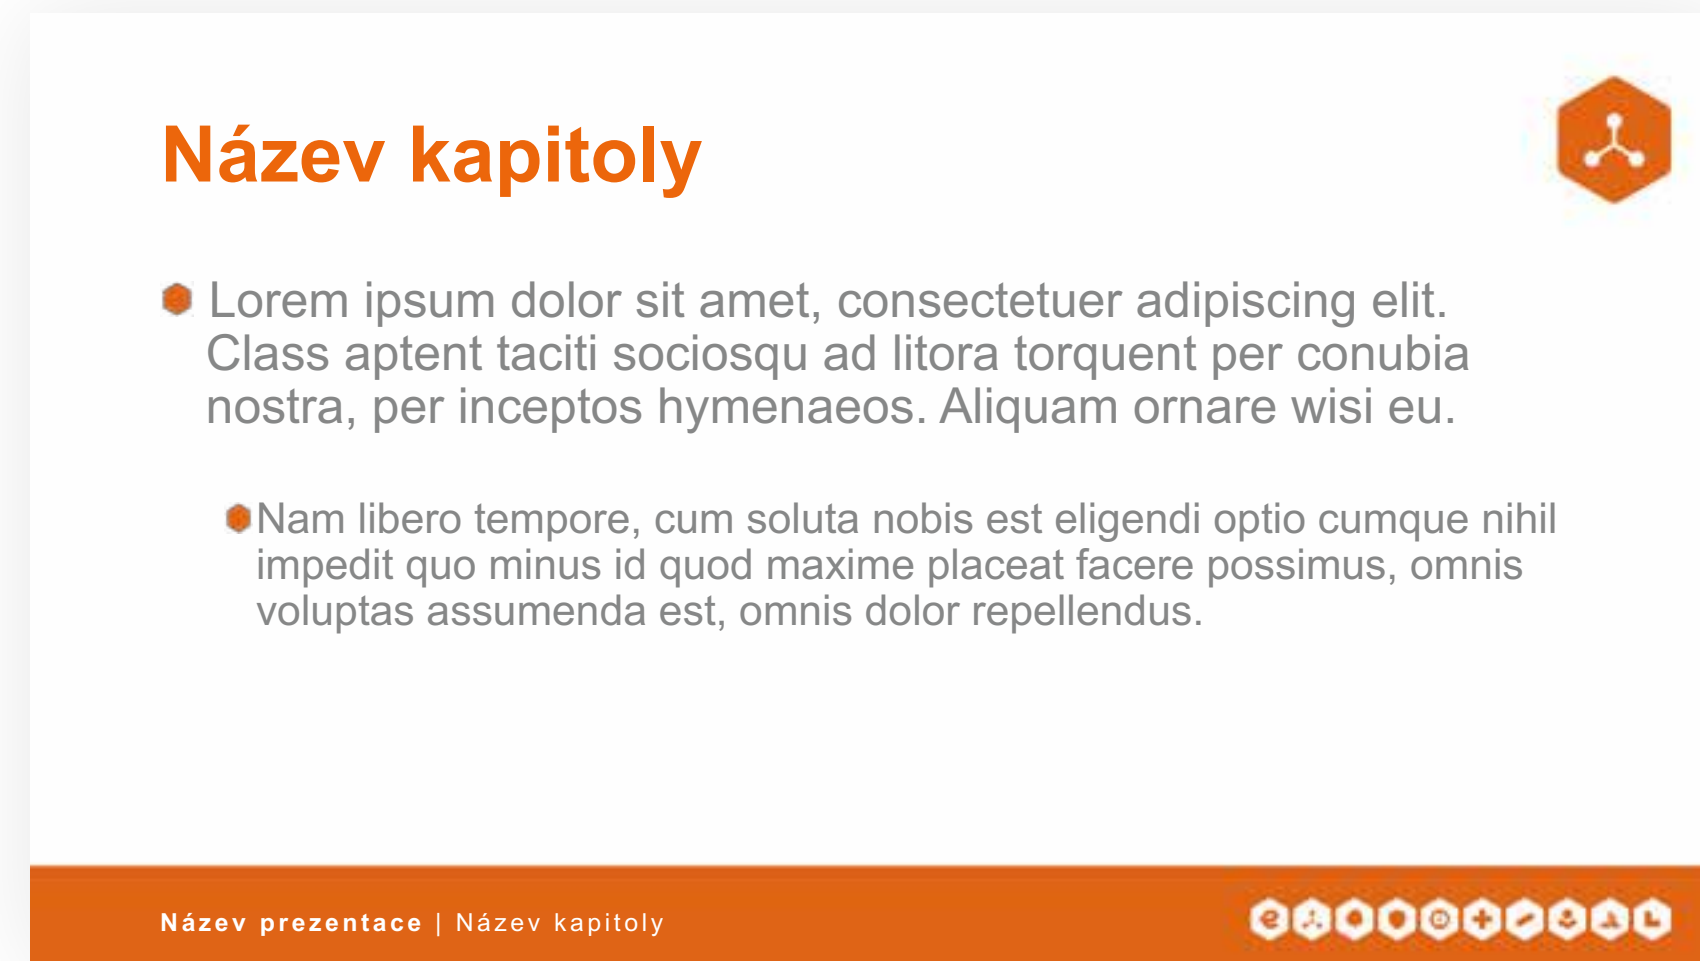 Název kapitoly
Lorem ipsum dolor sit amet, consectetuer adipiscing elit.
Class aptent taciti sociosqu ad litora torquent per conubia
nostra, per inceptos hymenaeos. Aliquam ornare wisi eu.
Nam libero tempore, cum soluta nobis est eligendi optio cumque nihil
impedit quo minus id quod maxime placeat facere possimus, omnis
voluptas assumenda est, omnis dolor repellendus.
Název prezentace | Název kapitoly